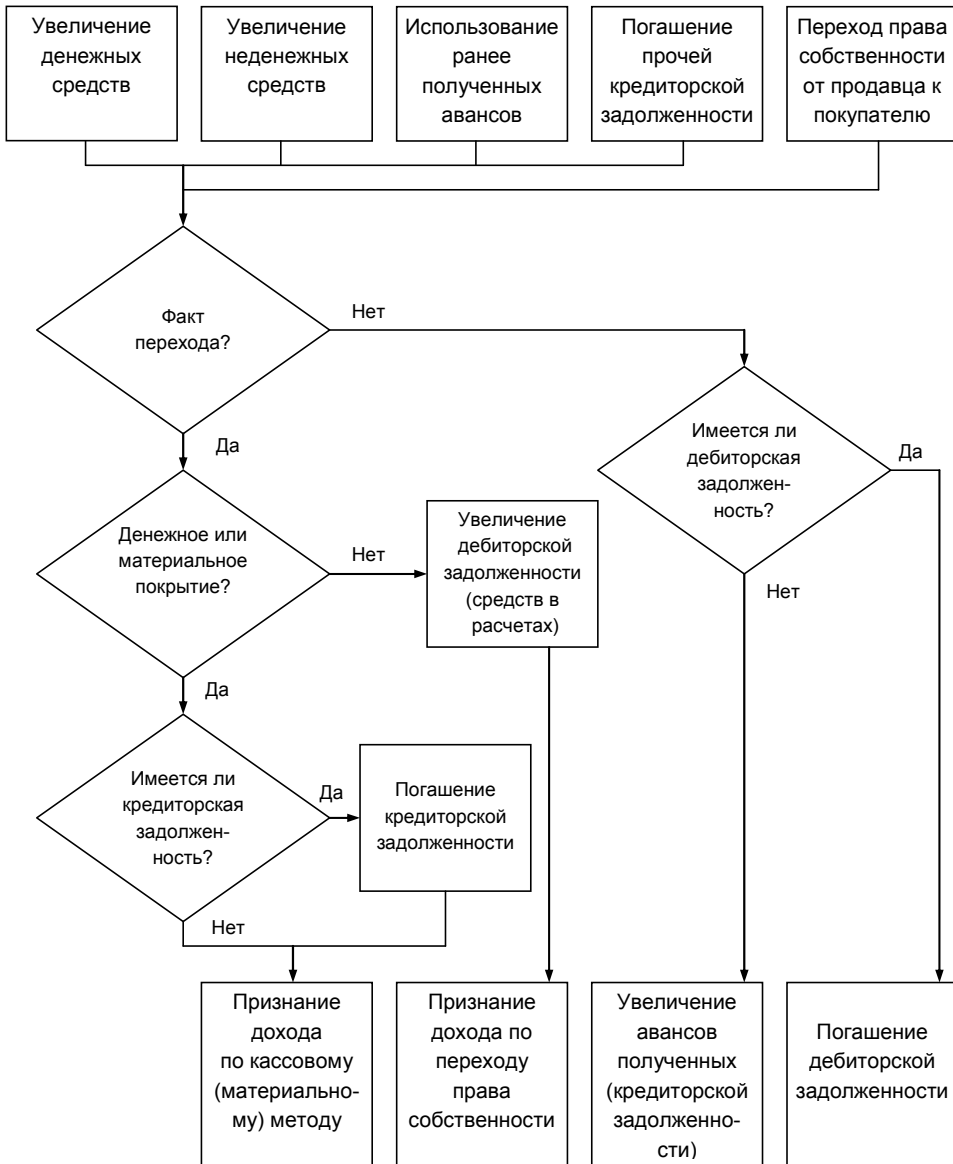 Увеличение
денежных
средств
Увеличение
неденежных
средств
Использование
ранее
полученных
авансов
Погашение
прочей
кредиторской
задолженности
Переход права
собственности
от продавца к
покупателю
Факт
перехода?
Нет
Да
Имеется ли
дебиторская
задолжен-
ность?
Да
Нет
Денежное или
материальное
покрытие?
Нет
Увеличение
дебиторской
задолженности
(средств в
расчетах)
Да
Имеется ли
кредиторская
задолжен-
ность?
Да
Погашение
кредиторской
задолженности
Нет
Признание
дохода
по кассовому
(материально-
му) методу
Признание
дохода по
переходу
права
собственности
Увеличение
авансов
полученных
(кредиторской
задолженно-
сти)
Погашение
дебиторской
задолженности